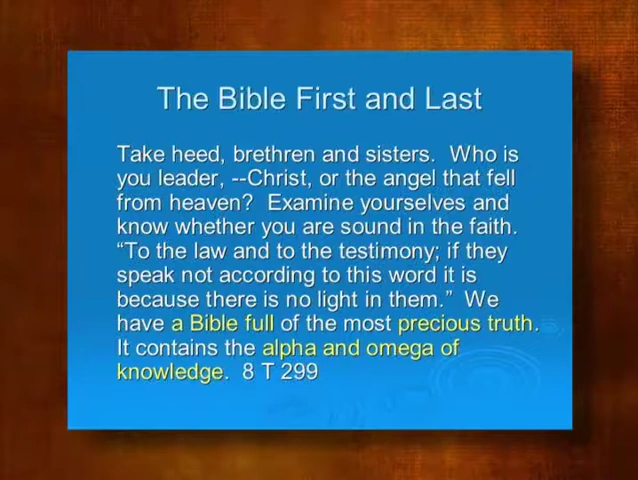 The Bible First and Last
Take heed, brethren and sisters.  Who is
you leader, --Christ, or the angel that fell
from heaven?  Examine yourselves and
know whether you are sound in the faith.
“To the law and to the testimony; if they
speak not according to this word it is
because there is no light in them.”  We
have a Bible full of the most precious truth.
It contains the alpha and omega of
knowledge.  8 T 299